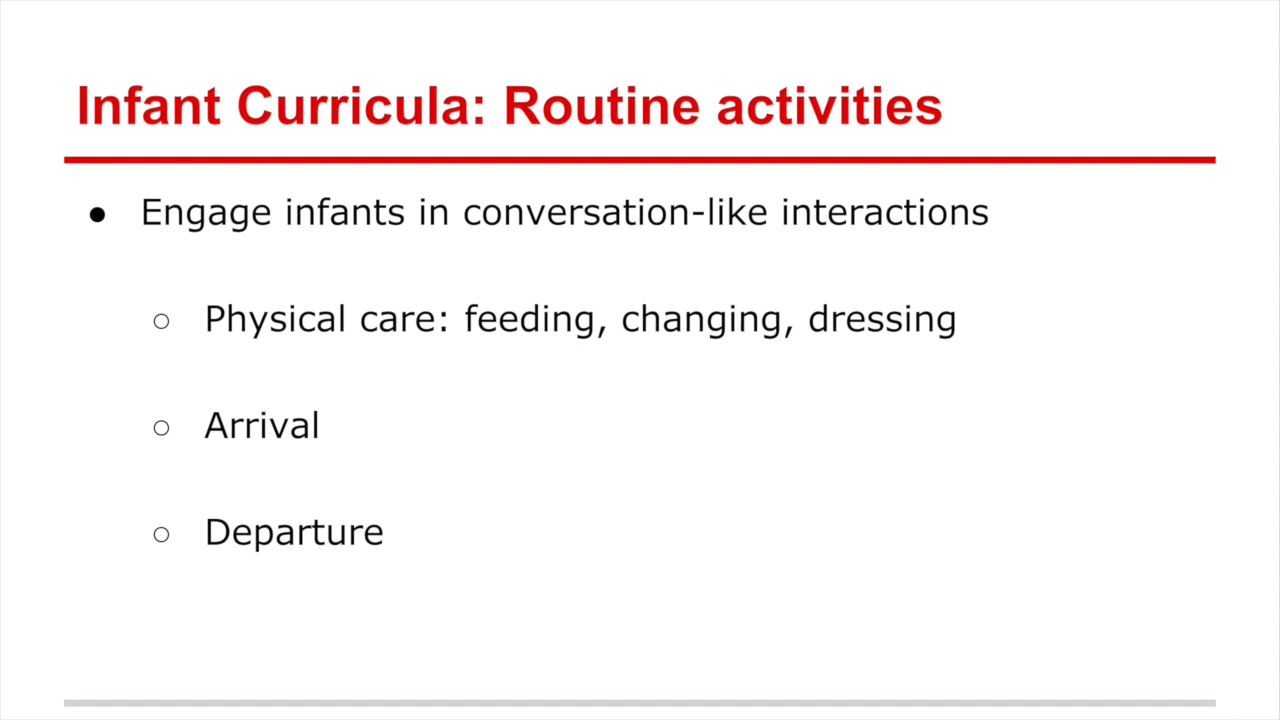 Infant Curricula: Routine activities
● Engage infants in conversation-like interactions
○ Physical care: feeding, changing, dressing
○ Arrival
○ Departure